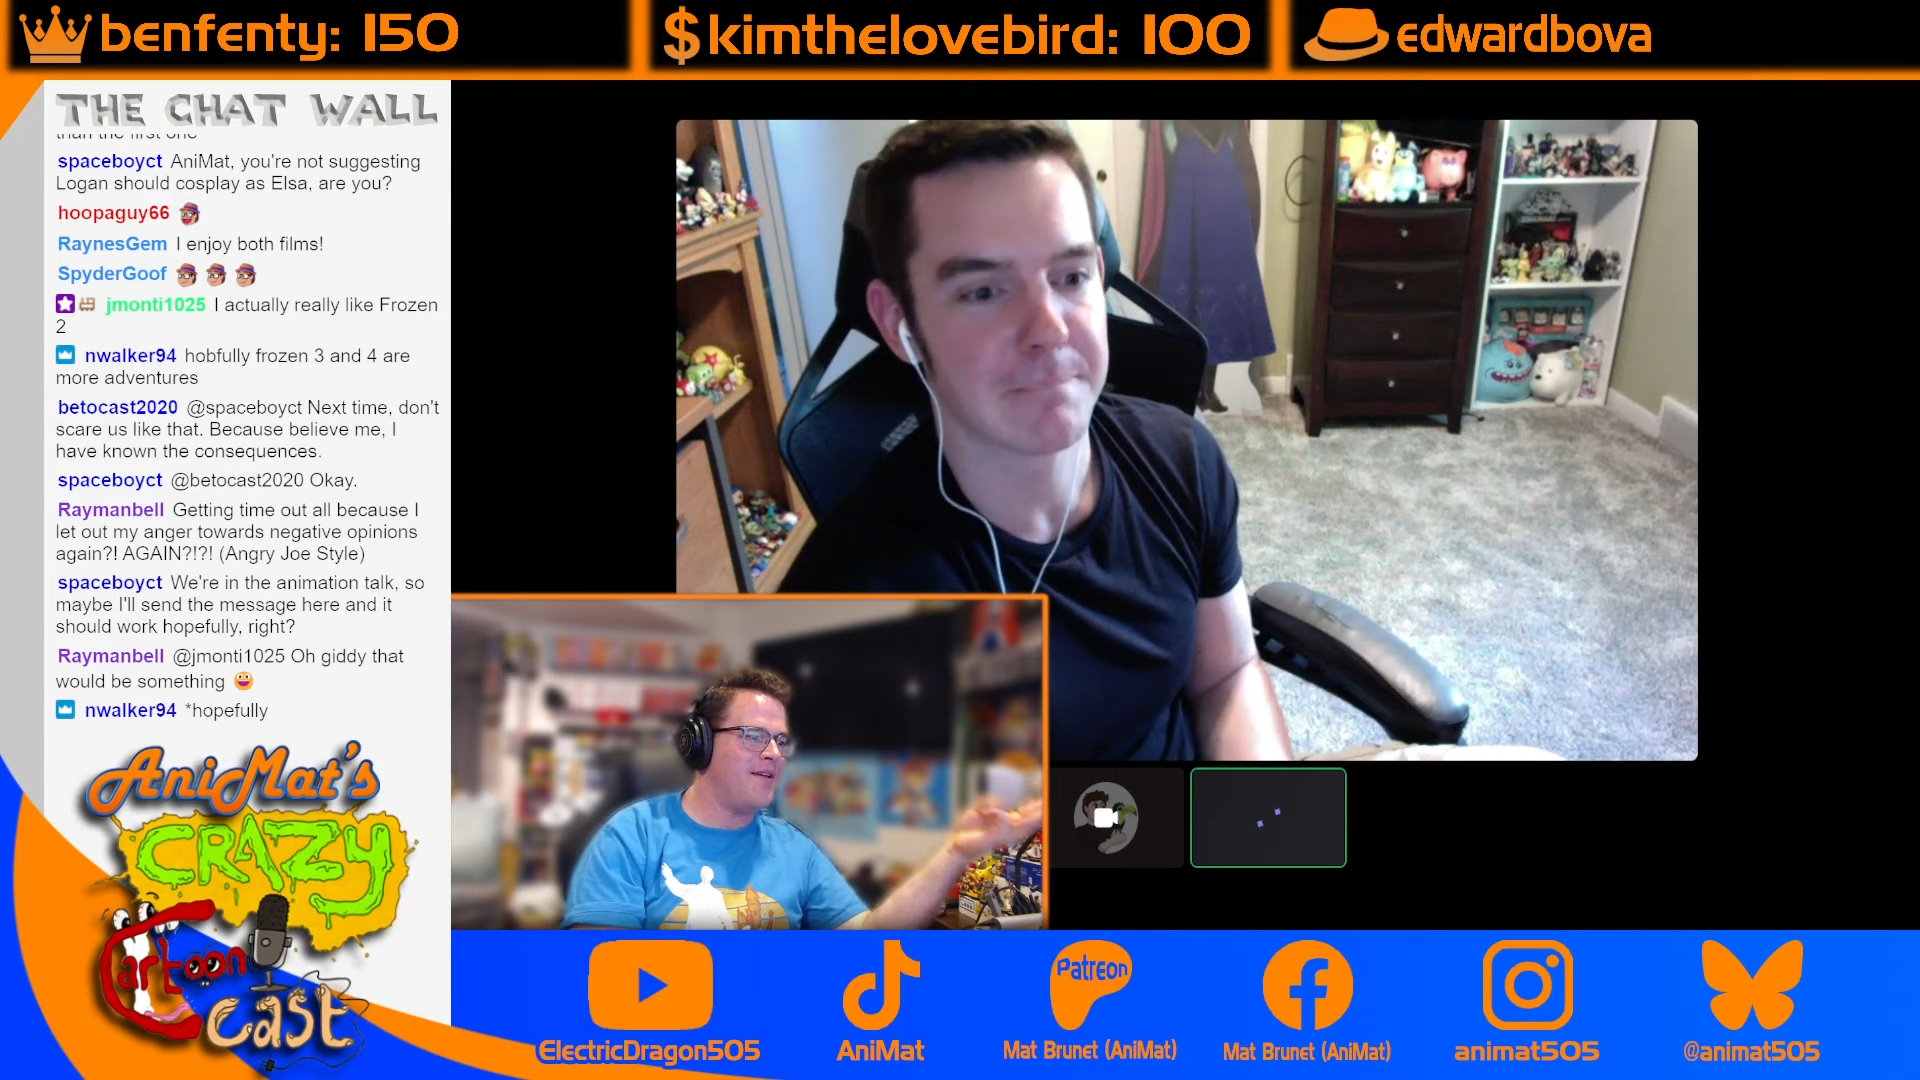 benfenty: 150
$kimthelovebird: 100
edwardbova
THE CHAT WALL
than the first one
spaceboyct AniMat, you're not suggesting
Logan should cosplay as Elsa, are you?
hoopaguy66
RaynesGem I enjoy both films!
SpyderGoof
jmonti1025 I actually really like Frozen
2
nwalker94 hobfully frozen 3 and 4 are
more adventures
betocast2020 @spaceboyct Next time, don't
scare us like that. Because believe me, I
have known the consequences.
spaceboyct @betocast2020 Okay.
Raymanbell Getting time out all because I
let out my anger towards negative opinions
again?! AGAIN?!?! (Angry Joe Style)
spaceboyct We're in the animation talk, so
maybe I'll send the message here and it
should work hopefully, right?
Raymanbell @jmonti1025 Oh giddy that
would be something
nwalker94 *hopefully
AniMat's
CRAZY
Cartoon
Cast
Patreon
ElectricDragon505
AniMat
Mat Brunet (AniMat)
Mat Brunet (AniMat)
animat505
@animat505